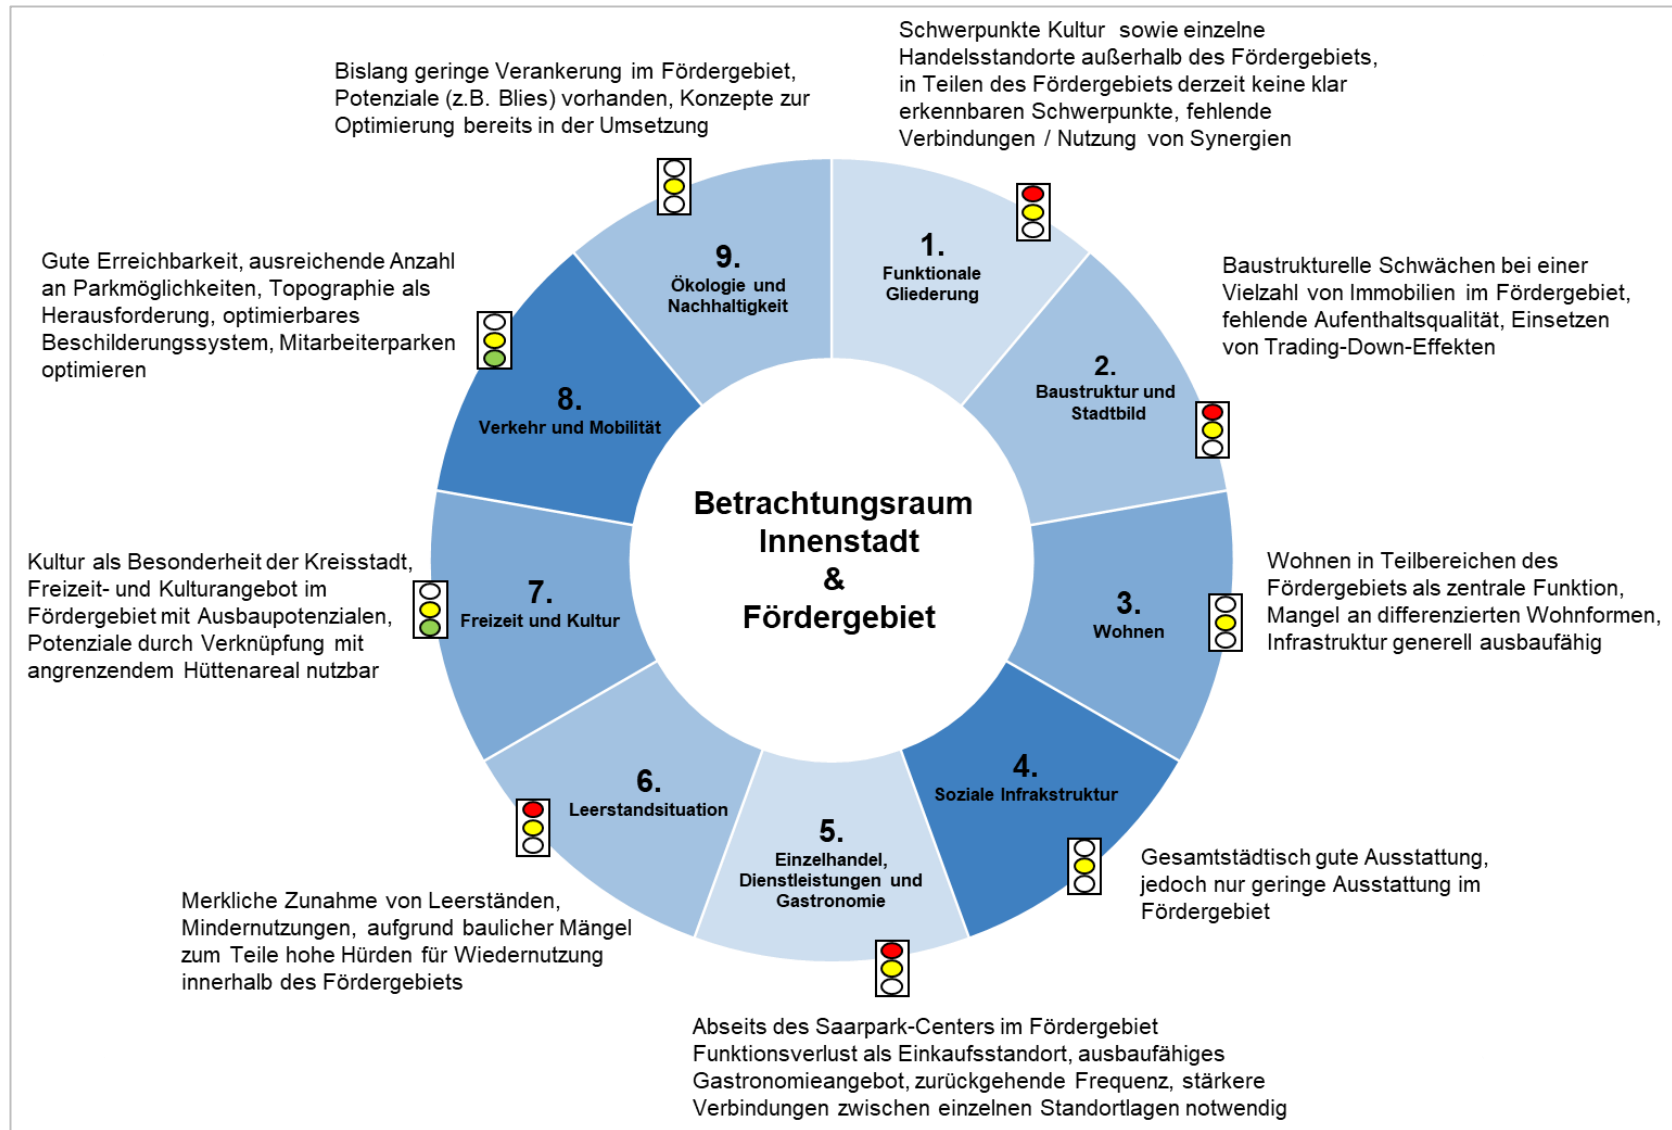 Schwerpunkte Kultur sowie einzelne
Handelsstandorte außerhalb des Fördergebiets,
in Teilen des Fördergebiets derzeit keine klar
erkennbaren Schwerpunkte, fehlende
Verbindungen / Nutzung von Synergien
Bislang geringe Verankerung im Fördergebiet,
Potenziale (z.B. Blies) vorhanden, Konzepte zur
Optimierung bereits in der Umsetzung
1.
Funktionale
Gliederung
9.
Ökologie und
Nachhaltigkeit
Gute Erreichbarkeit, ausreichende Anzahl
an Parkmöglichkeiten, Topographie als
Herausforderung, optimierbares
Beschilderungssystem, Mitarbeiterparken
optimieren
Baustrukturelle Schwächen bei einer
Vielzahl von Immobilien im Fördergebiet,
fehlende Aufenthaltsqualität, Einsetzen
von Trading-Down-Effekten
2.
Baustruktur und
Stadtbild
8.
Verkehr und Mobilität
Betrachtungsraum
Innenstadt
&
Fördergebiet
Kultur als Besonderheit der Kreisstadt,
Freizeit- und Kulturangebot im
Fördergebiet mit Ausbaupotenzialen,
Potenziale durch Verknüpfung mit
angrenzendem Hüttenareal nutzbar
7.
Freizeit und Kultur
3.
Wohnen
Wohnen in Teilbereichen des
Fördergebiets als zentrale Funktion,
Mangel an differenzierten Wohnformen,
Infrastruktur generell ausbaufähig
6.
Leerstandsituation
4.
Soziale Infrakstruktur
5.
Einzelhandel,
Dienstleistungen und
Gastronomie
Gesamtstädtisch gute Ausstattung,
jedoch nur geringe Ausstattung im
Fördergebiet
Merkliche Zunahme von Leerständen,
Mindernutzungen, aufgrund baulicher Mängel
zum Teile hohe Hürden für Wiedernutzung
innerhalb des Fördergebiets
Abseits des Saarpark-Centers im Fördergebiet
Funktionsverlust als Einkaufsstandort, ausbaufähiges
Gastronomieangebot, zurückgehende Frequenz, stärkere
Verbindungen zwischen einzelnen Standortlagen notwendig